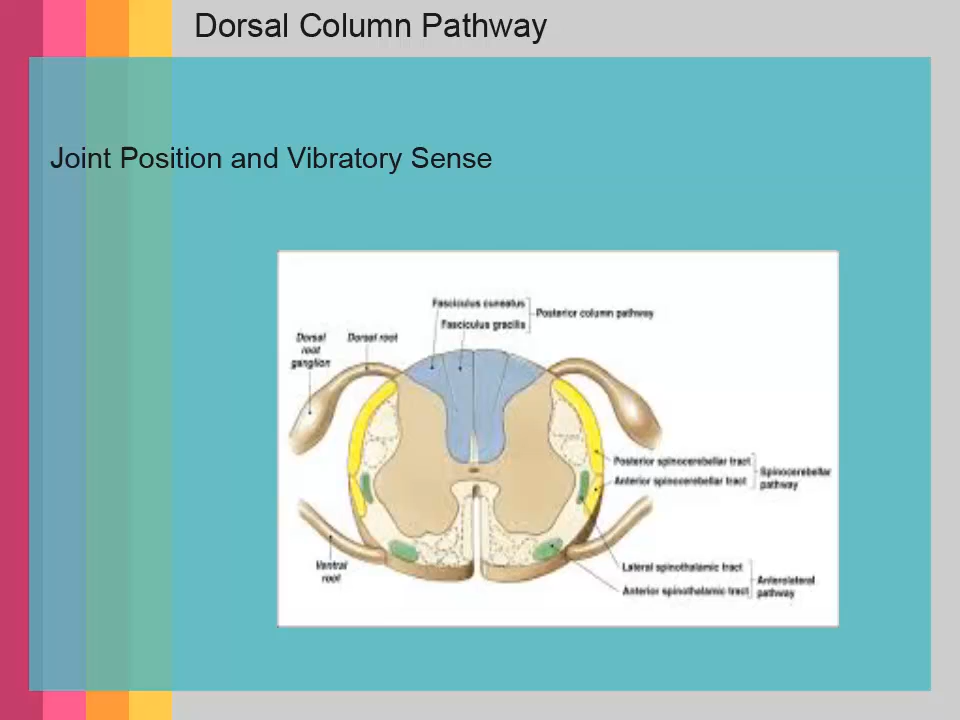 Dorsal Column Pathway
Joint Position and Vibratory Sense
Fasciculus cuneatus
Fasciculus gracilis
Posterior column pathway
Dorsal
root
ganglion
Dorsal root
Posterior spinocerebellar tract
Anterior spinocerebellar tract
Spinocerebellar
pathway
Ventral
root
Lateral spinothalamic tract
Anterior spinothalamic tract
Anterolateral
pathway